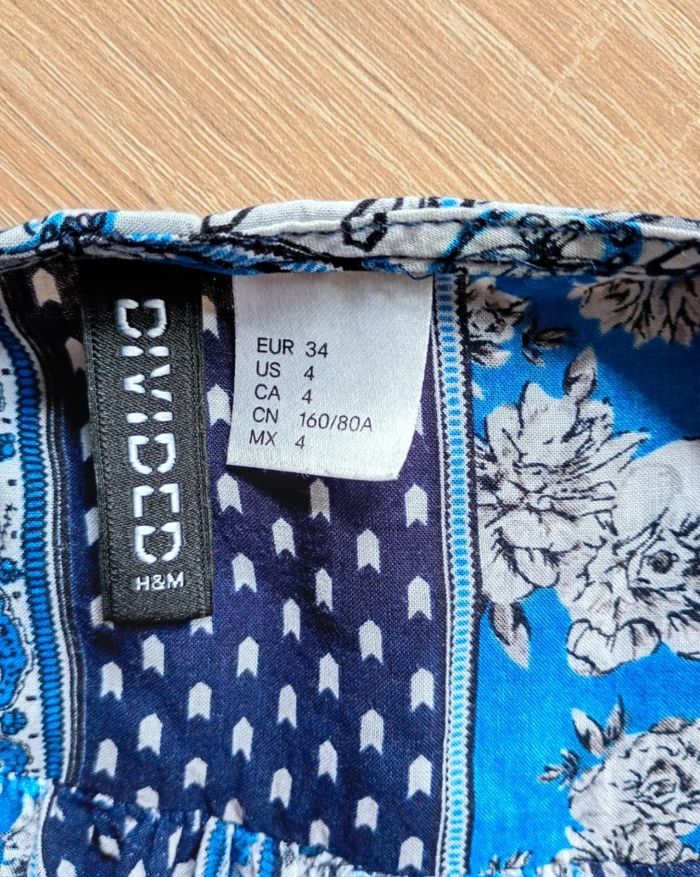 DIVIDED
H&M
EUR 34
US 4
CA 4
CN 160/80A
MX 4